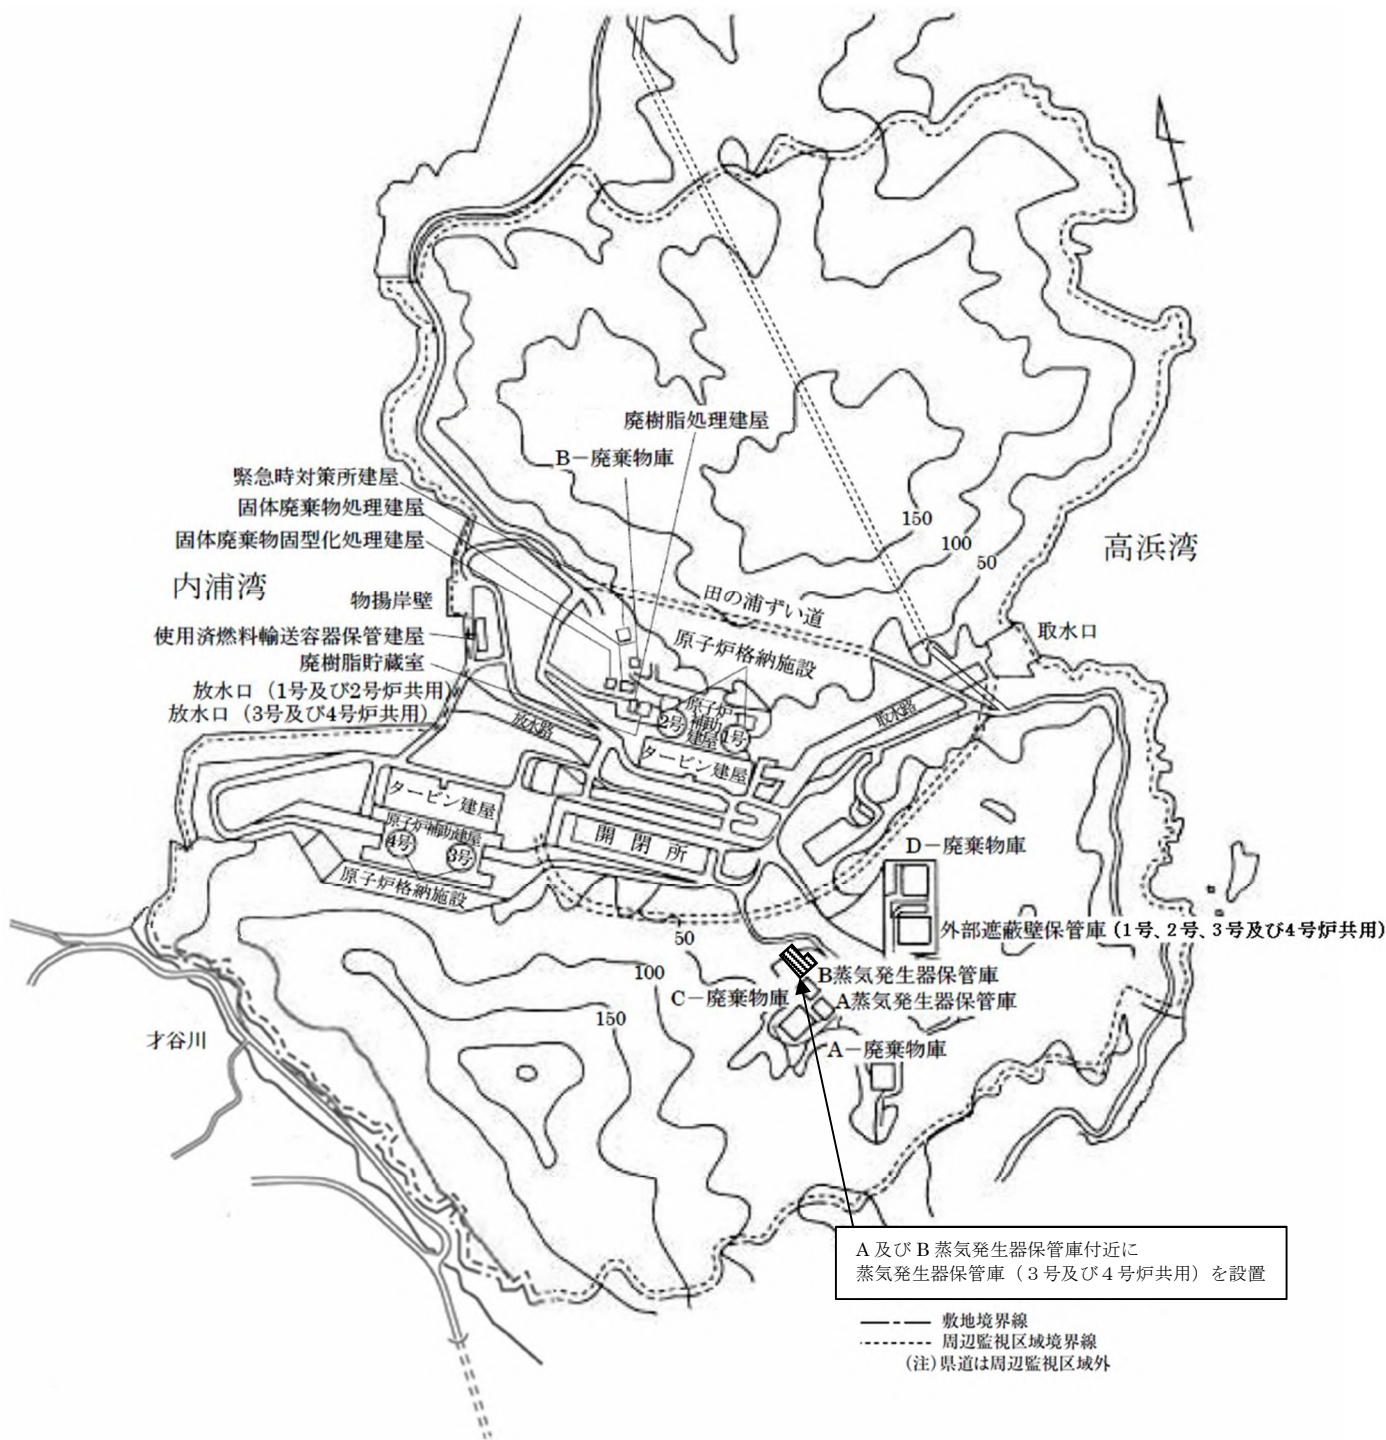 廃樹脂処理建屋
B－廃棄物庫
緊急時対策所建屋
固体廃棄物処理建屋
固体廃棄物固型化処理建屋
150
100
50
高浜湾
内浦湾
物揚岸壁
田の浦ずい道
取水口
使用済燃料輸送容器保管建屋
原子炉格納施設
廃樹脂貯蔵室
放水口（1号及び2号炉共用）
放水口（3号及び4号炉共用）
放水路
原子炉
補助
建屋
2号
1号
取水路
タービン建屋
タービン建屋
原子炉補助建屋
4号
3号
開閉所
原子炉格納施設
D－廃棄物庫
外部遮蔽壁保管庫（1号、2号、3号及び4号炉共用）
50
100
150
B蒸気発生器保管庫
C－廃棄物庫
A蒸気発生器保管庫
A－廃棄物庫
才谷川
A 及び B 蒸気発生器保管庫付近に
蒸気発生器保管庫（３号及び４号炉共用）を設置
敷地境界線
周辺監視区域境界線
(注)県道は周辺監視区域外